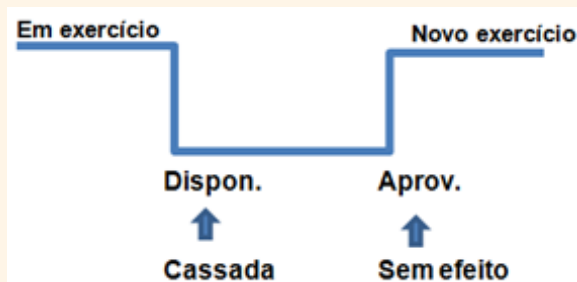 Em exercício
Novo exercício
Dispon.
Aprov.
Cassada
Sem efeito